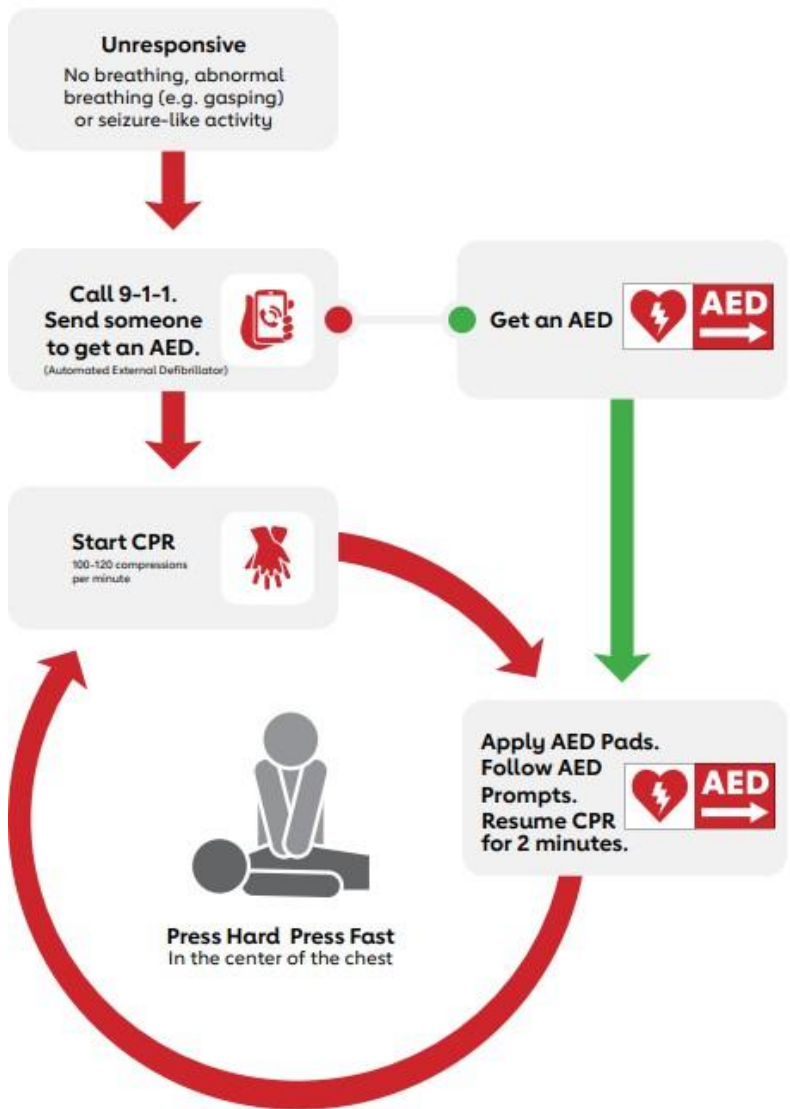 Unresponsive
No breathing, abnormal
breathing (e.g. gasping)
or seizure-like activity
Call 9-1-1.
Send someone
to get an AED.
(Automated External Defibrillator)
Get an AED
AED
Start CPR
100-120 compressions
per minute
Apply AED Pads.
Follow AED
Prompts.
Resume CPR
for 2 minutes.
AED
Press Hard Press Fast
In the center of the chest